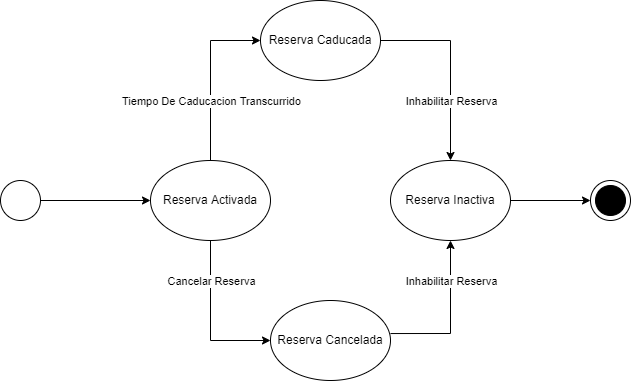 Reserva Caducada
Tiempo De Caducacion Transcurrido
Inhabilitar Reserva
Reserva Activada
Reserva Inactiva
Cancelar Reserva
Inhabilitar Reserva
Reserva Cancelada